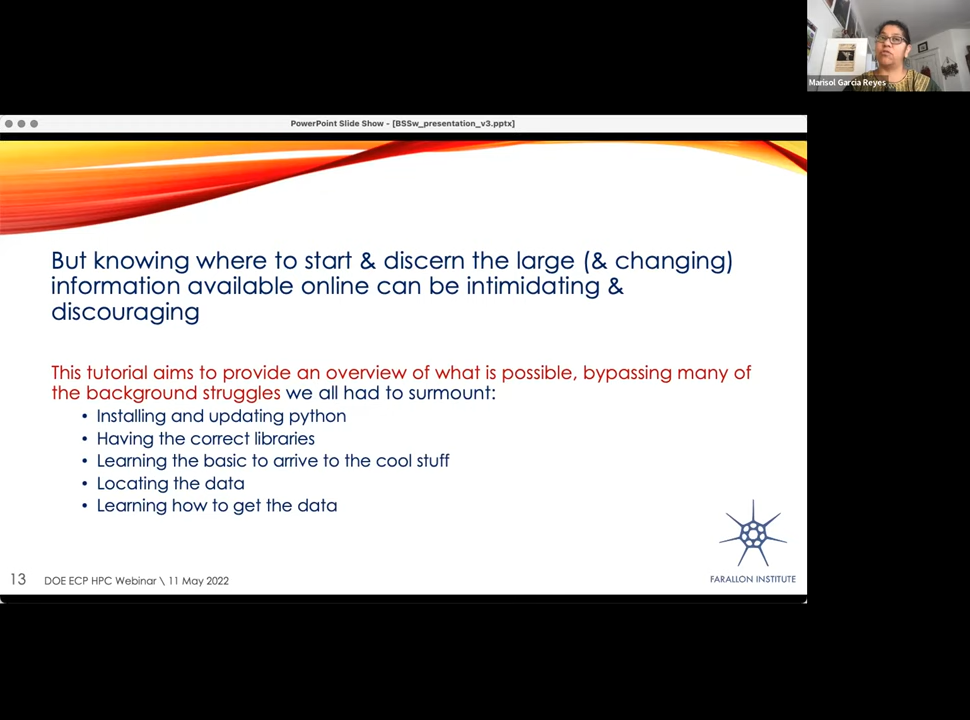 Marisol Garcia Reyes
PowerPoint Slide Show - [BSSw_presentation_v3.pptx]
But knowing where to start & discern the large (& changing)
information available online can be intimidating &
discouraging
This tutorial aims to provide an overview of what is possible, bypassing many of
the background struggles we all had to surmount:
• Installing and updating python
• Having the correct libraries
• Learning the basic to arrive to the cool stuff
• Locating the data
• Learning how to get the data
FARALLON INSTITUTE
13 DOE ECP HPC Webinar \ 11 May 2022